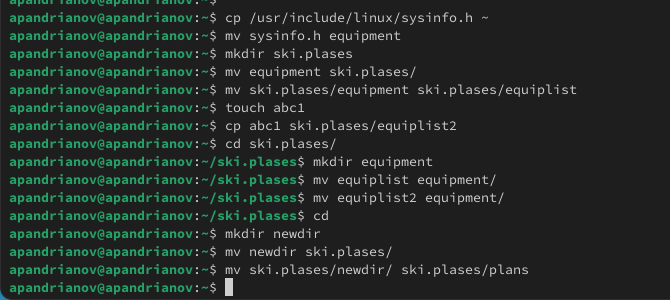 apandrianov@apandrianov:~$
apandrianov@apandrianov:~$ cp /usr/include/linux/sysinfo.h ~
apandrianov@apandrianov:~$ mv sysinfo.h equipment
apandrianov@apandrianov:~$ mkdir ski.plases
apandrianov@apandrianov:~$ mv equipment ski.plases/
apandrianov@apandrianov:~$ mv ski.plases/equipment ski.plases/equiplist
apandrianov@apandrianov:~$ touch abc1
apandrianov@apandrianov:~$ cp abc1 ski.plases/equiplist2
apandrianov@apandrianov:~$ cd ski.plases/
apandrianov@apandrianov:~/ski.plases$ mkdir equipment
apandrianov@apandrianov:~/ski.plases$ mv equiplist equipment/
apandrianov@apandrianov:~/ski.plases$ mv equiplist2 equipment/
apandrianov@apandrianov:~/ski.plases$ cd
apandrianov@apandrianov:~$ mkdir newdir
apandrianov@apandrianov:~$ mv newdir ski.plases/
apandrianov@apandrianov:~$ mv ski.plases/newdir/ ski.plases/plans
apandrianov@apandrianov:~$